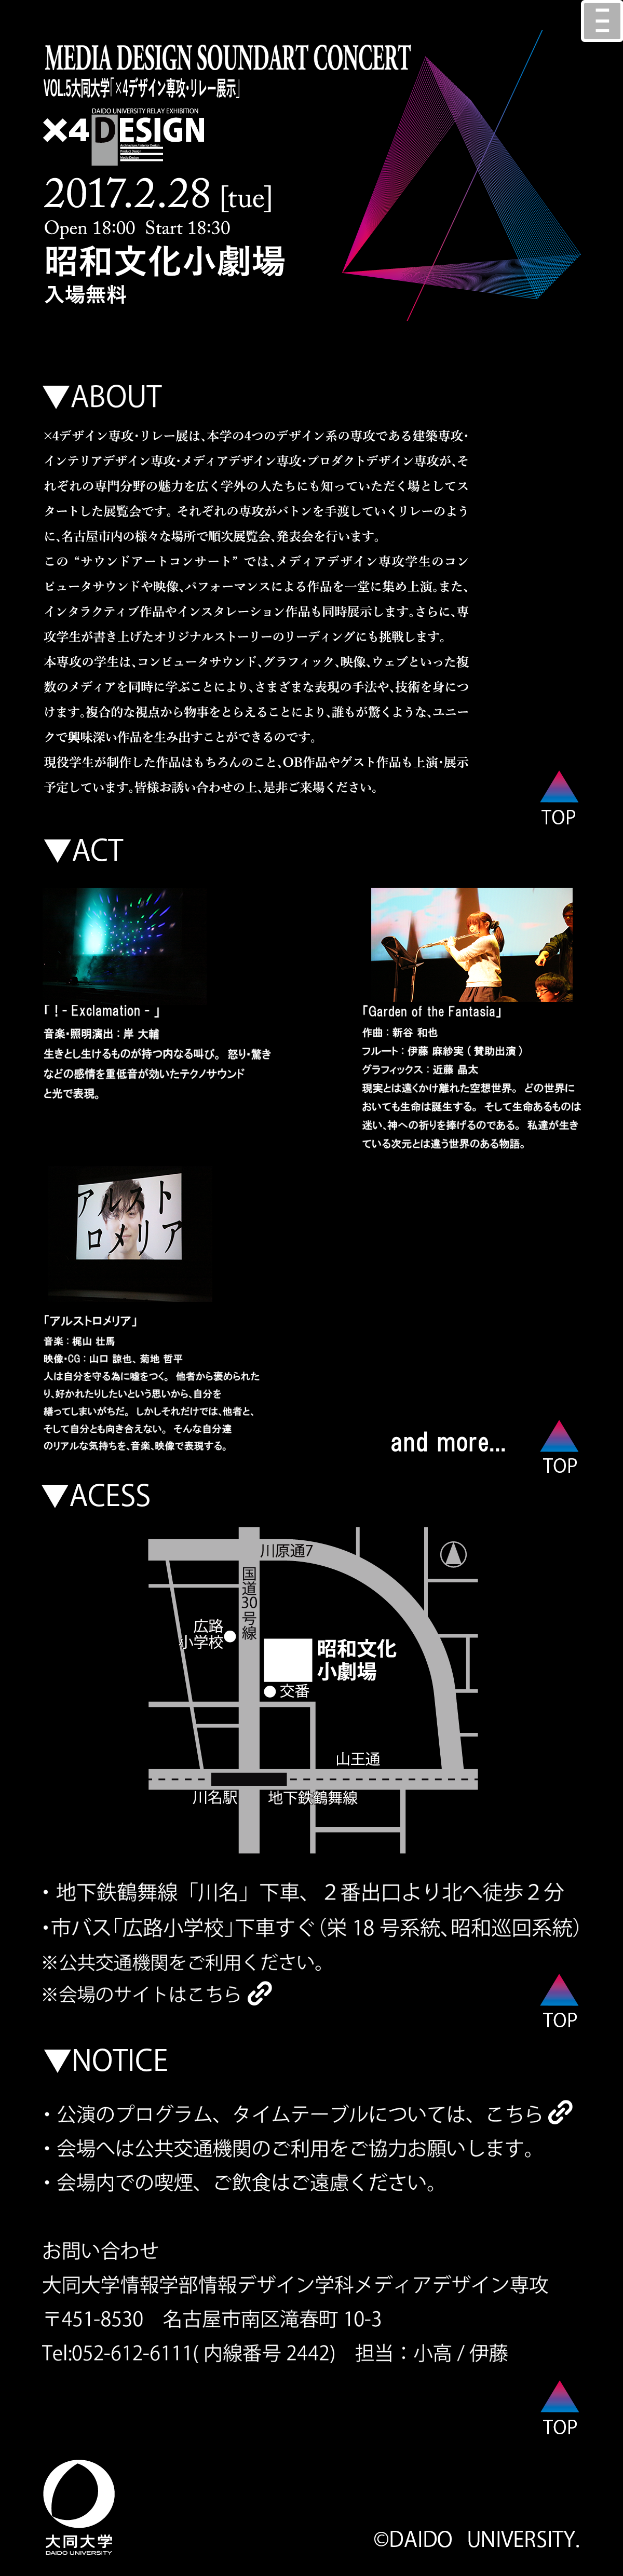 MEDIA DESIGN SOUNDART CONCERT
VOL.5大同大学「×4デザイン専攻・リレー展示」
DAIDO UNIVERSITY RELAY EXHIBITION
×4DESIGN
Architecture / Interior Design
Product Design
Media Design
2017.2.28 [tue]
Open 18:00 Start 18:30
昭和文化小劇場
入場無料
▼ABOUT
×4デザイン専攻・リレー展は、本学の4つのデザイン系の専攻である建築専攻・
インテリアデザイン専攻・メディアデザイン専攻・プロダクトデザイン専攻が、そ
れぞれの専門分野の魅力を広く学外の人たちにも知っていただく場としてス
タートした展覧会です。それぞれの専攻がバトンを手渡していくリレーのよう
に、名古屋市内の様々な場所で順次展覧会、発表会を行います。
この“サウンドアートコンサート”では、メディアデザイン専攻学生のコン
ピュータサウンドや映像、パフォーマンスによる作品を一堂に集め上演。また、
インタラクティブ作品やインスタレーション作品も同時展示します。さらに、専
攻学生が書き上げたオリジナルストーリーのリーディングにも挑戦します。
本専攻の学生は、コンピュータサウンド、グラフィック、映像、ウェブといった複
数のメディアを同時に学ぶことにより、さまざまな表現の手法や、技術を身につ
けます。複合的な視点から物事をとらえることにより、誰もが驚くような、ユニー
クで興味深い作品を生み出すことができるのです。
現役学生が制作した作品はもちろんのこと、OB作品やゲスト作品も上演・展示
予定しています。皆様お誘い合わせの上、是非ご来場ください。
TOP
▼ACT
「！- Exclamation - 」
音楽・照明演出：岸 大輔
生きとし生けるものが持つ内なる叫び。 怒り・驚き
などの感情を重低音が効いたテクノサウンド
と光で表現。
「Garden of the Fantasia」
作曲：新谷 和也
フルート：伊藤 麻紗実（賛助出演）
グラフィックス：近藤 晶太
現実とは遠くかけ離れた空想世界。 どの世界に
おいても生命は誕生する。 そして生命あるものは
迷い、神への祈りを捧げるのである。 私達が生き
ている次元とは違う世界のある物語。
アルスト
ロメリア
「アルストロメリア」
音楽：梶山 壮馬
映像・CG：山口 諒也、菊地 哲平
人は自分を守る為に嘘をつく。 他者から褒められた
り、好かれたりしたいという思いから、自分を
繕ってしまいがちだ。 しかしそれだけでは、他者と、
そして自分とも向き合えない。 そんな自分達
のリアルな気持ちを、音楽、映像で表現する。
and more...
TOP
▼ACESS
川原通7
国道30号線
広路
小学校
昭和文化
小劇場
交番
山王通
川名駅
地下鉄鶴舞線
・地下鉄鶴舞線「川名」下車、２番出口より北へ徒歩２分
・市バス「広路小学校」下車すぐ（栄 18 号系統、昭和巡回系統）
※公共交通機関をご利用ください。
※会場のサイトはこちら
TOP
▼NOTICE
・公演のプログラム、タイムテーブルについては、こちら
・会場へは公共交通機関のご利用をご協力お願いします。
・会場内での喫煙、ご飲食はご遠慮ください。
お問い合わせ
大同大学情報学部情報デザイン学科メディアデザイン専攻
〒451-8530 名古屋市南区滝春町 10-3
Tel:052-612-6111( 内線番号 2442) 担当：小高 / 伊藤
TOP
大同大学
DAIDO UNIVERSITY
©DAIDO UNIVERSITY.